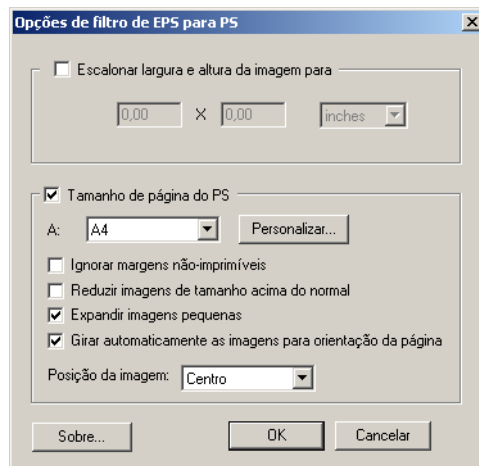 Opções de filtro de EPS para PS
Escalonar largura e altura da imagem para
0,00 X 0,00 inches
Tamanho de página do PS
A: A4 Personalizar...
Ignorar margens não-imprimíveis
Reduzir imagens de tamanho acima do normal
Expandir imagens pequenas
Girar automaticamente as imagens para orientação da página
Posição da imagem: Centro
Sobre... OK Cancelar